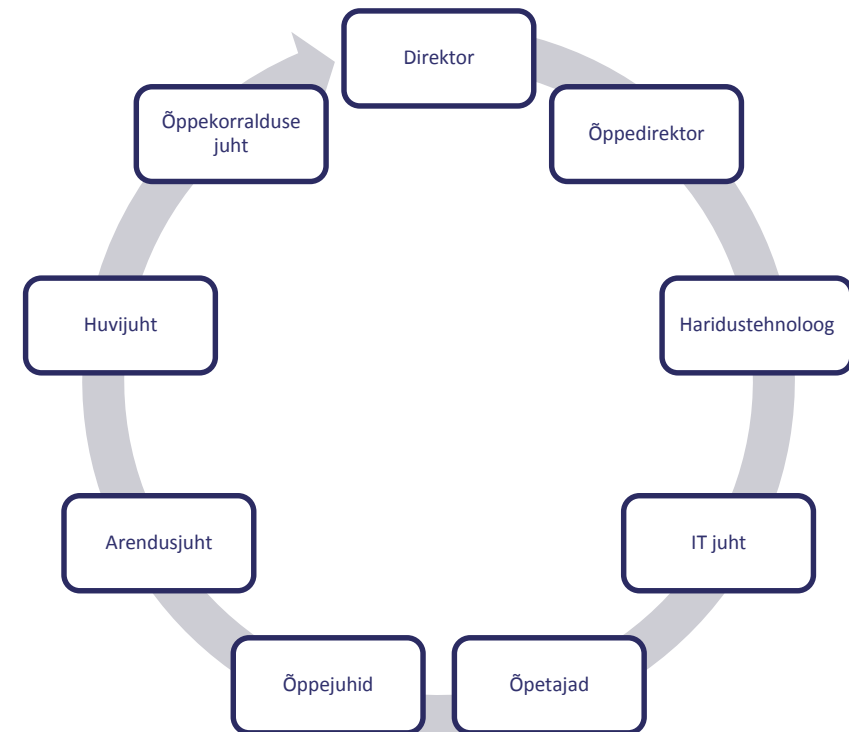 Direktor
Õppedirektor
Haridustehnoloog
IT juht
Õpetajad
Õppejuhid
Arendusjuht
Huvijuht
Õppekorralduse
juht